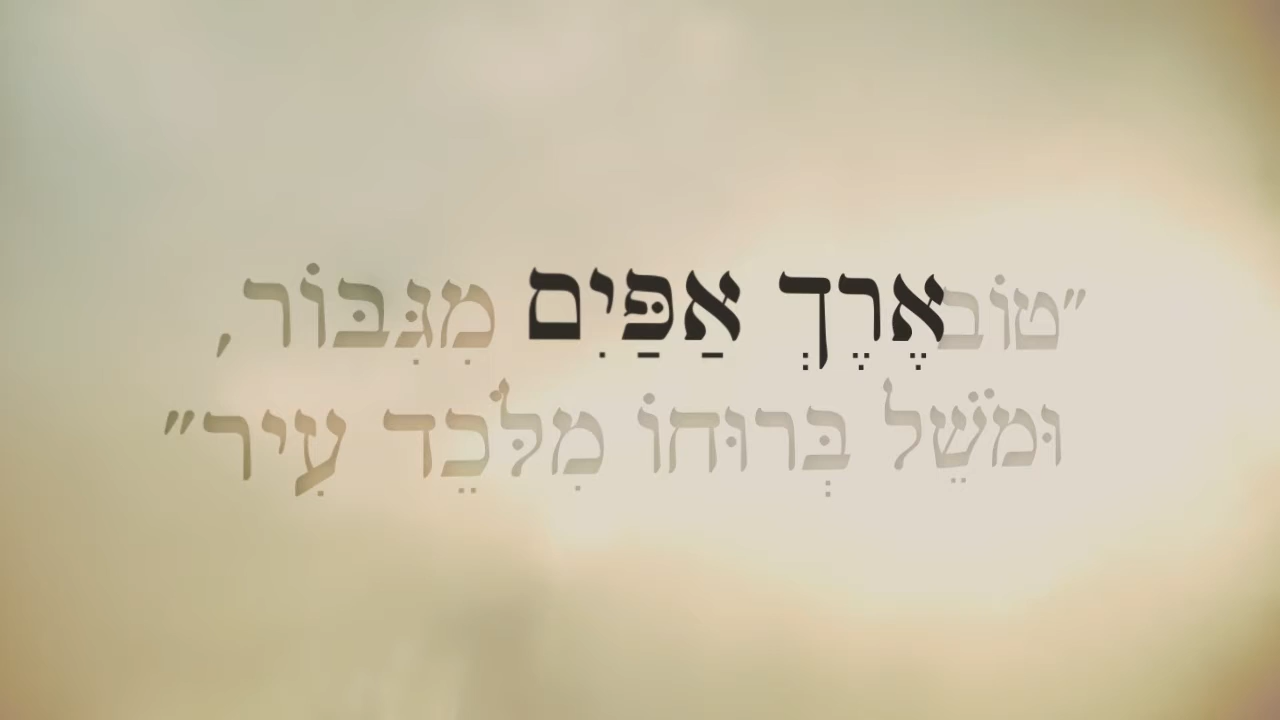 "טוֹב אֶרֶךְ אַפַּיִם מִגִּבּוֹר,
וּמֹשֵׁל בְּרוּחוֹ מִלֹּכֵד עִיר"